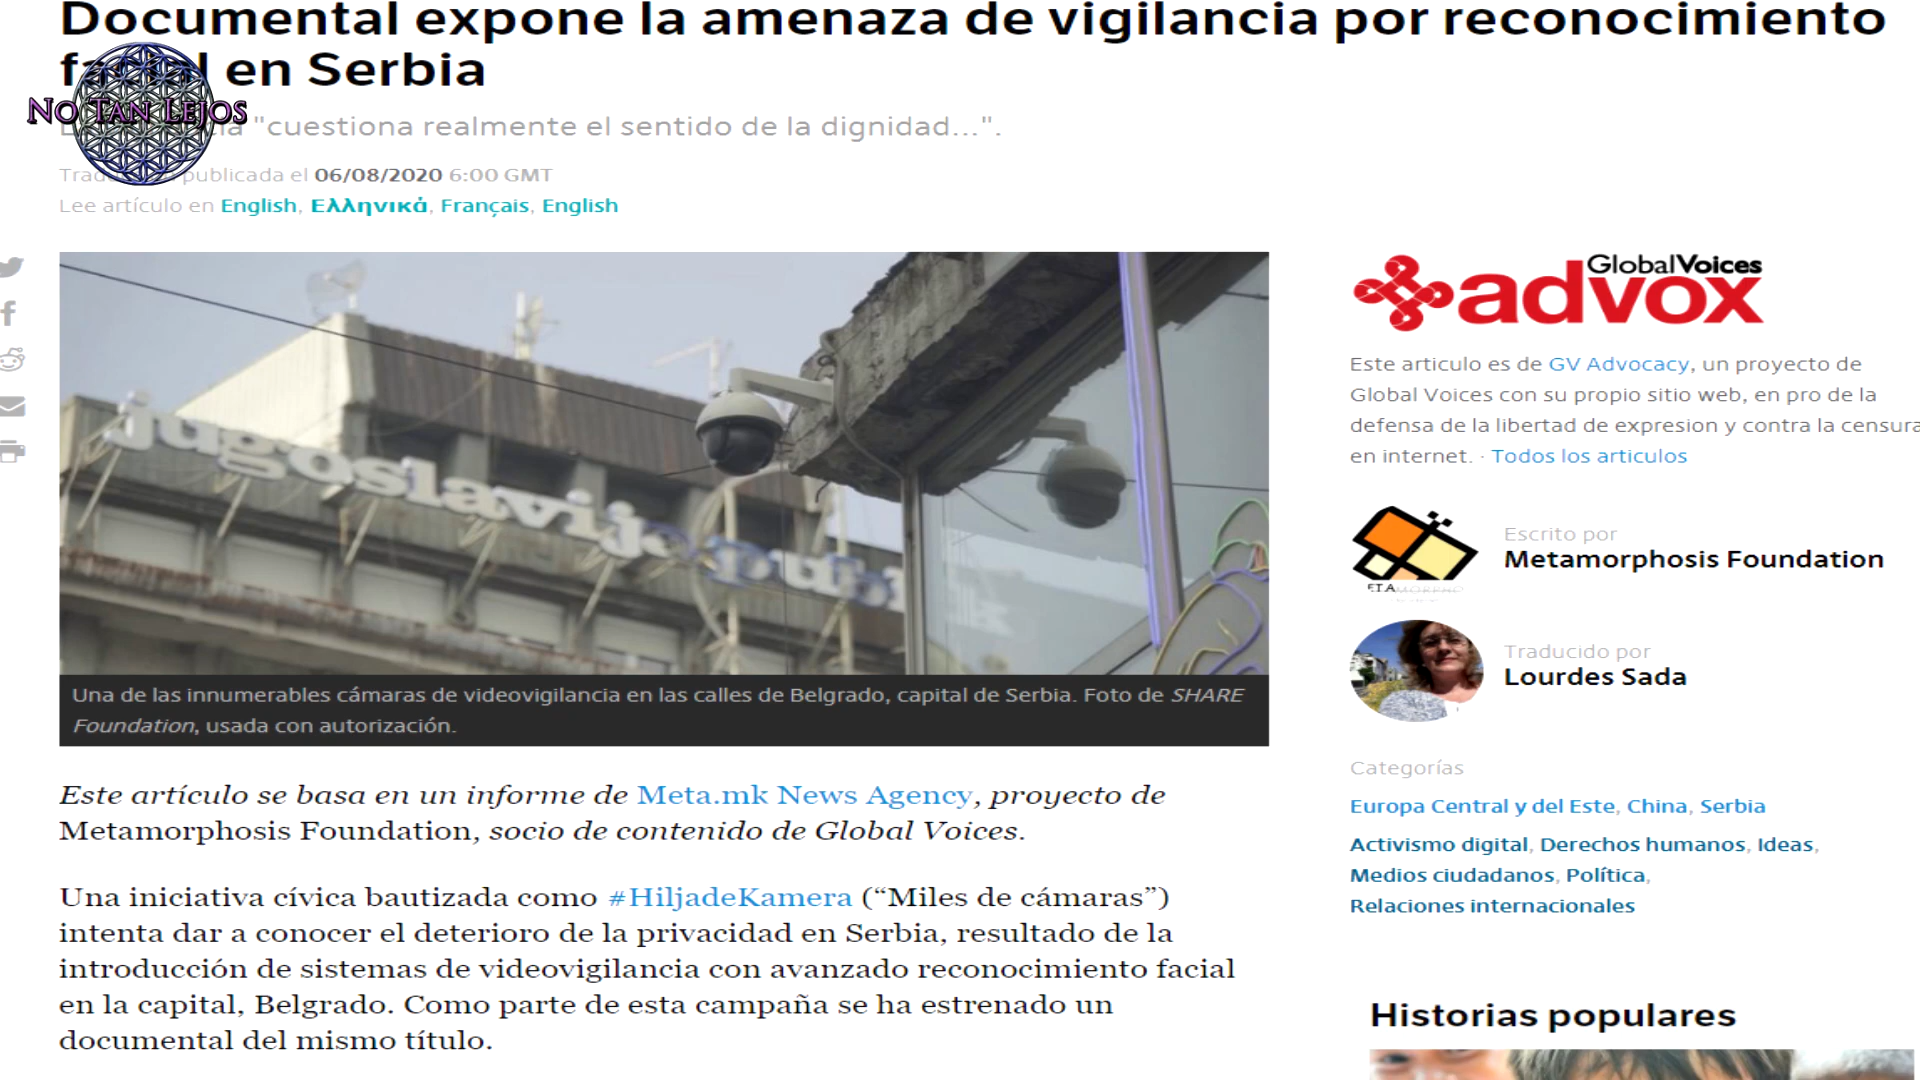 Documental expone la amenaza de vigilancia por reconocimiento
en Serbia
NO TAN LEJOS
"cuestiona realmente el sentido de la dignidad...".
publicada el 06/08/2020 6:00 GMT
Lee artículo en English, Ελληνικά, Français, English
jugoslavija
Una de las innumerables cámaras de videovigilancia en las calles de Belgrado, capital de Serbia. Foto de SHARE
Foundation, usada con autorización.
Este artículo se basa en un informe de Meta.mk News Agency, proyecto de
Metamorphosis Foundation, socio de contenido de Global Voices.
Una iniciativa cívica bautizada como #HiljadeKamera (“Miles de cámaras”)
intenta dar a conocer el deterioro de la privacidad en Serbia, resultado de la
introducción de sistemas de videovigilancia con avanzado reconocimiento facial
en la capital, Belgrado. Como parte de esta campaña se ha estrenado un
documental del mismo título.
GlobalVoices
advox
Este articulo es de GV Advocacy, un proyecto de
Global Voices con su propio sitio web, en pro de la
defensa de la libertad de expresion y contra la censura
en internet. · Todos los articulos
Escrito por
Metamorphosis Foundation
Traducido por
Lourdes Sada
Categorías
Europa Central y del Este, China, Serbia
Activismo digital, Derechos humanos, Ideas,
Medios ciudadanos, Política,
Relaciones internacionales
Historias populares